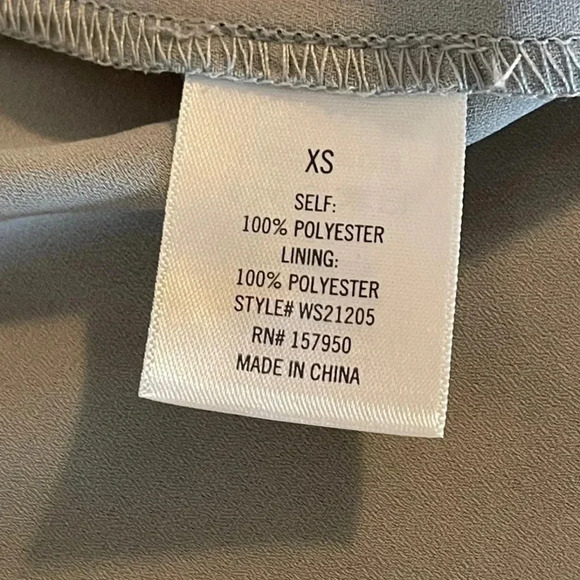 XS
SELF:
100% POLYESTER
LINING:
100% POLYESTER
STYLE# WS21205
RN# 157950
MADE IN CHINA